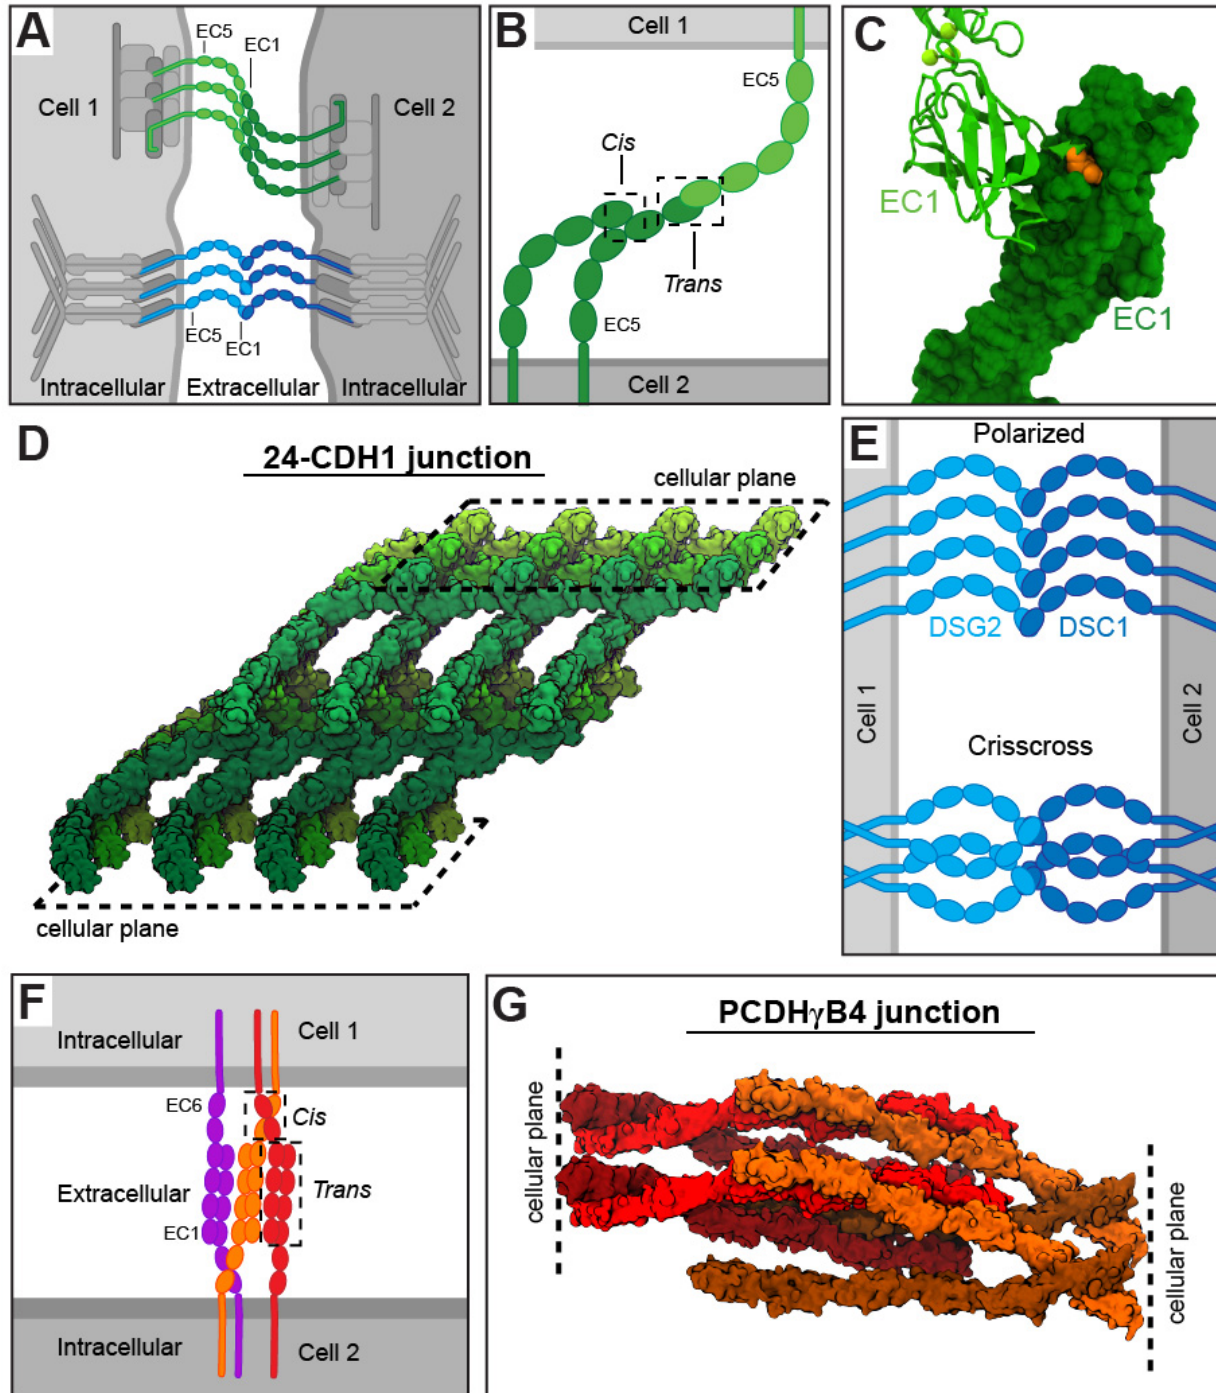 A
EC5
EC1
Cell 1
Cell 2
EC5
EC1
Intracellular
Extracellular
Intracellular
B
Cell 1
EC5
Cis
Trans
EC5
Cell 2
C
EC1
EC1
D
24-CDH1 junction
cellular plane
cellular plane
E
Polarized
DSG2
DSC1
Cell 1
Cell 2
Crisscross
F
Intracellular
Cell 1
EC6
Cis
Extracellular
Trans
EC1
Intracellular
Cell 2
G
PCDHγB4 junction
cellular plane
cellular plane